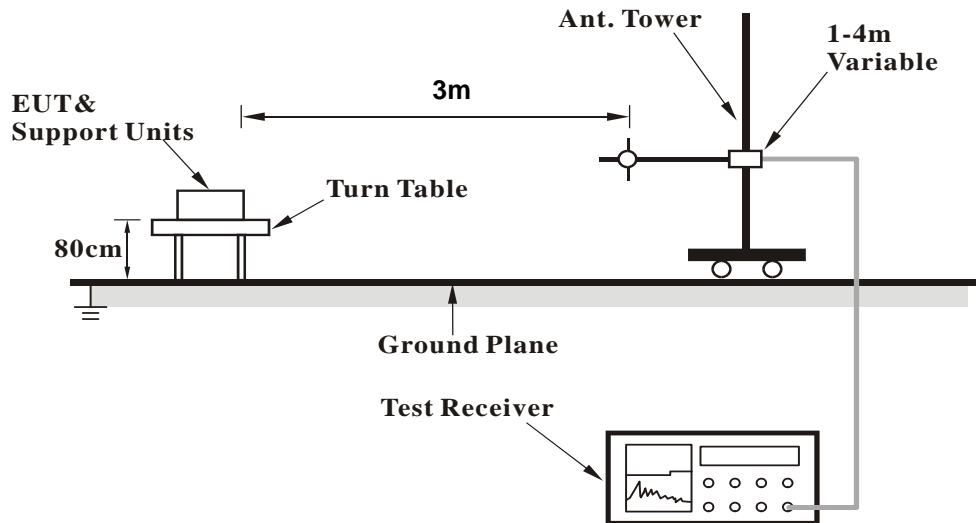 Ant. Tower
1-4m
Variable
3m
EUT&
Support Units
Turn Table
80cm
Ground Plane
Test Receiver